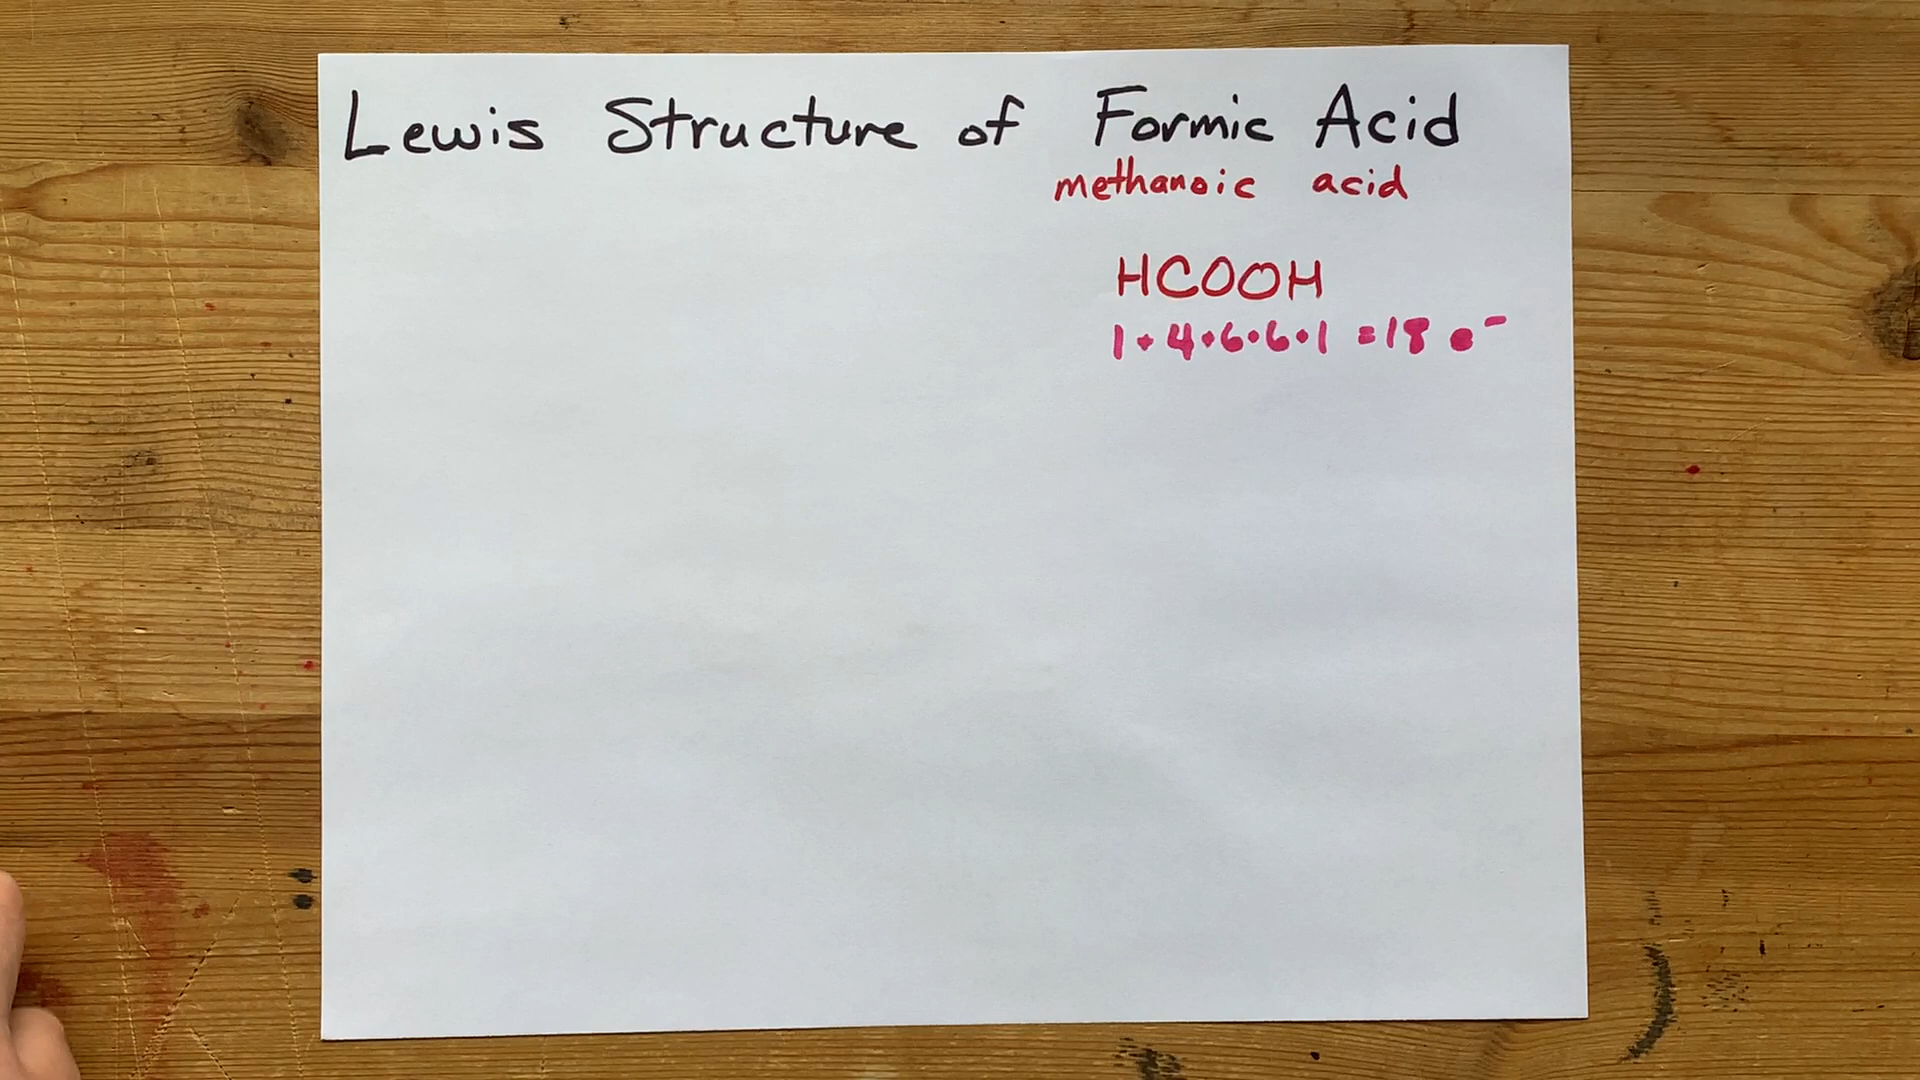 Lewis Structure of Formic Acid
methanoic acid
HCOOH
1+4+6+6+1 =18 e⁻